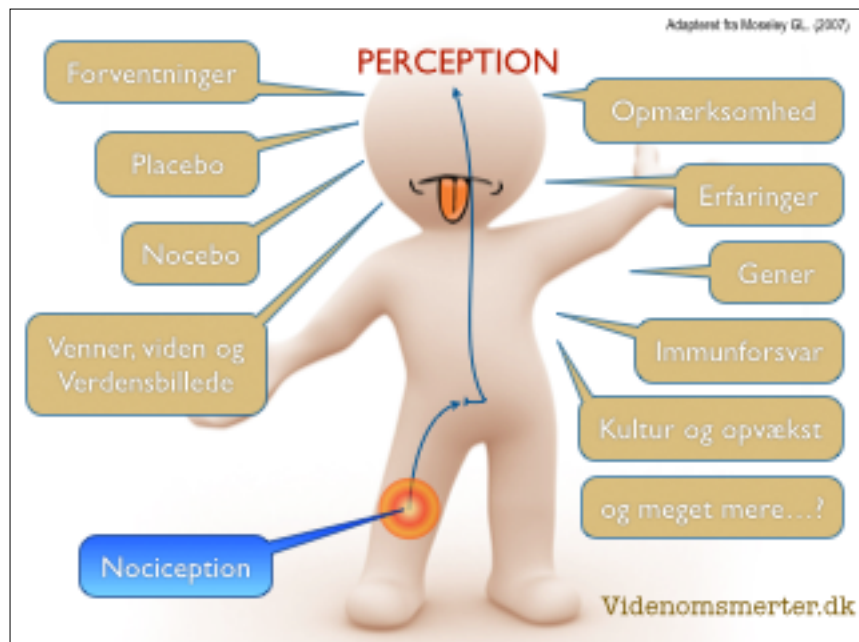 Adapteret fra Moseley GL. (2007)
PERCEPTION
Forventninger
Placebo
Nocebo
Venner, viden og
Verdensbillede
Opmærksomhed
Erfaringer
Gener
Immunforsvar
Kultur og opvækst
og meget mere...?
Nociception
Videnomsmerter.dk